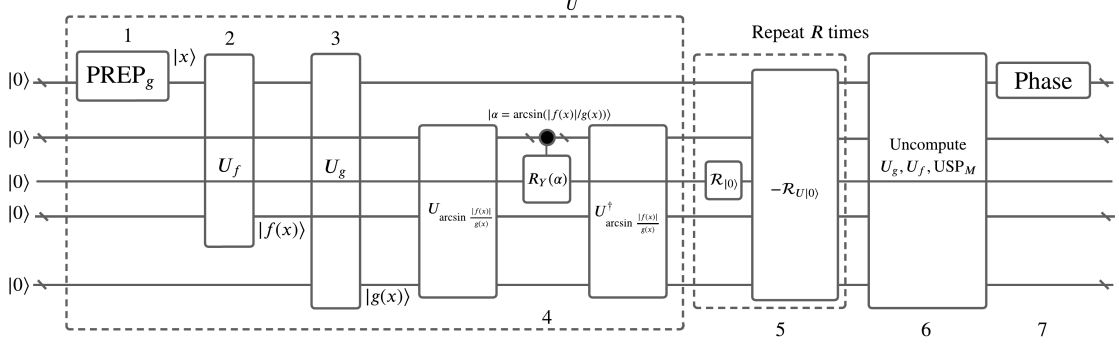 U
Repeat R times
1
2
3
|0⟩
PREP_g
|x⟩
Phase
|0⟩
|α = arcsin(|f(x)|/g(x))⟩
|0⟩
U_f
U_g
R_Y(α)
R_|0⟩
-R_U|0⟩
Uncompute
U_g, U_f, USP_M
|0⟩
|f(x)⟩
U_arcsin |f(x)|/g(x)
U†_arcsin |f(x)|/g(x)
|0⟩
|g(x)⟩
4
5
6
7